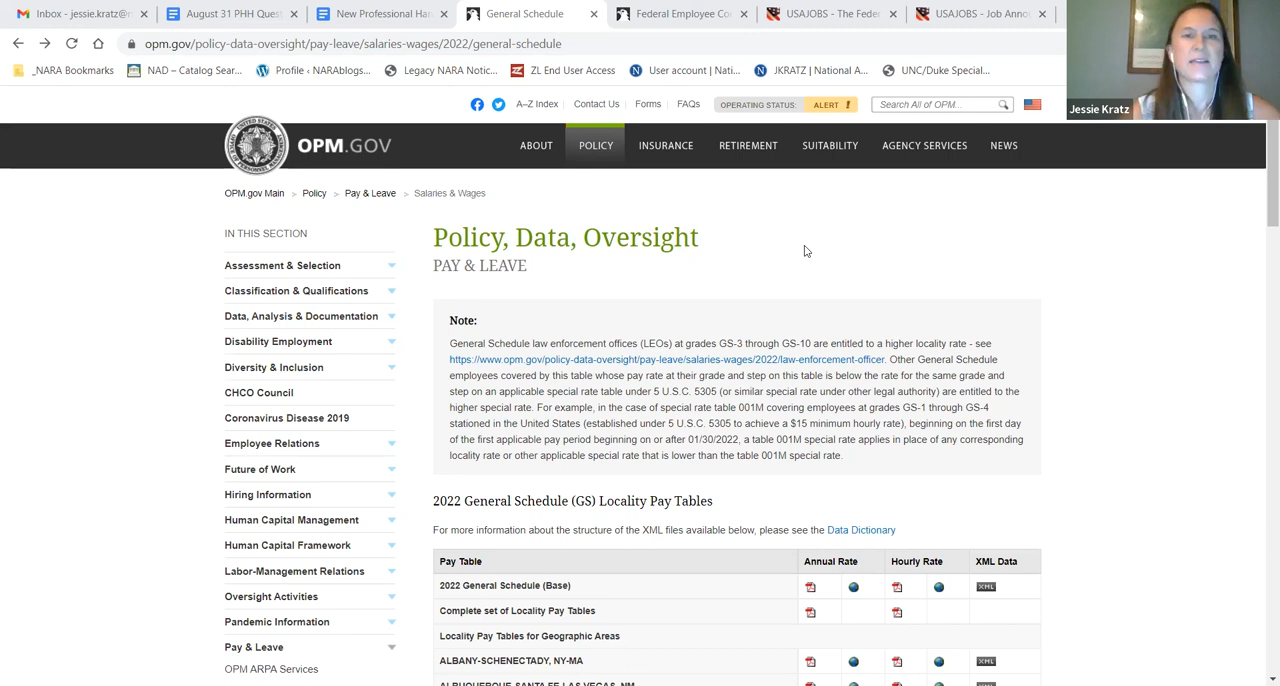 Inbox - jessie.kratz@n
August 31 PHH Quest
New Professional Han
General Schedule
Federal Employee Co
USAJOBS - The Feder
USAJOBS - Job Annou
opm.gov/policy-data-oversight/pay-leave/salaries-wages/2022/general-schedule
_NARA Bookmarks
NAD – Catalog Sear...
Profile ‹ NARAblogs...
Legacy NARA Notic...
ZL End User Access
User account | Nati...
JKRATZ | National A...
UNC/Duke Special...
Jessie Kratz
A–Z Index
Contact Us
Forms
FAQs
OPERATING STATUS:
ALERT !
Search All of OPM...
OPM.GOV
ABOUT
POLICY
INSURANCE
RETIREMENT
SUITABILITY
AGENCY SERVICES
NEWS
OPM.gov Main > Policy > Pay & Leave > Salaries & Wages
IN THIS SECTION
Assessment & Selection
Classification & Qualifications
Data, Analysis & Documentation
Disability Employment
Diversity & Inclusion
CHCO Council
Coronavirus Disease 2019
Employee Relations
Future of Work
Hiring Information
Human Capital Management
Human Capital Framework
Labor-Management Relations
Oversight Activities
Pandemic Information
Pay & Leave
OPM ARPA Services
Policy, Data, Oversight
PAY & LEAVE
Note:
General Schedule law enforcement offices (LEOs) at grades GS-3 through GS-10 are entitled to a higher locality rate - see
https://www.opm.gov/policy-data-oversight/pay-leave/salaries-wages/2022/law-enforcement-officer. Other General Schedule
employees covered by this table whose pay rate at their grade and step on this table is below the rate for the same grade and
step on an applicable special rate table under 5 U.S.C. 5305 (or similar special rate under other legal authority) are entitled to the
higher special rate. For example, in the case of special rate table 001M covering employees at grades GS-1 through GS-4
stationed in the United States (established under 5 U.S.C. 5305 to achieve a $15 minimum hourly rate), beginning on the first day
of the first applicable pay period beginning on or after 01/30/2022, a table 001M special rate applies in place of any corresponding
locality rate or other applicable special rate that is lower than the table 001M special rate.
2022 General Schedule (GS) Locality Pay Tables
For more information about the structure of the XML files available below, please see the Data Dictionary
Pay Table
Annual Rate
Hourly Rate
XML Data
2022 General Schedule (Base)
XML
Complete set of Locality Pay Tables
Locality Pay Tables for Geographic Areas
ALBANY-SCHENECTADY, NY-MA
XML
ALBUQUERQUE-SANTA FE-LAS VEGAS, NM